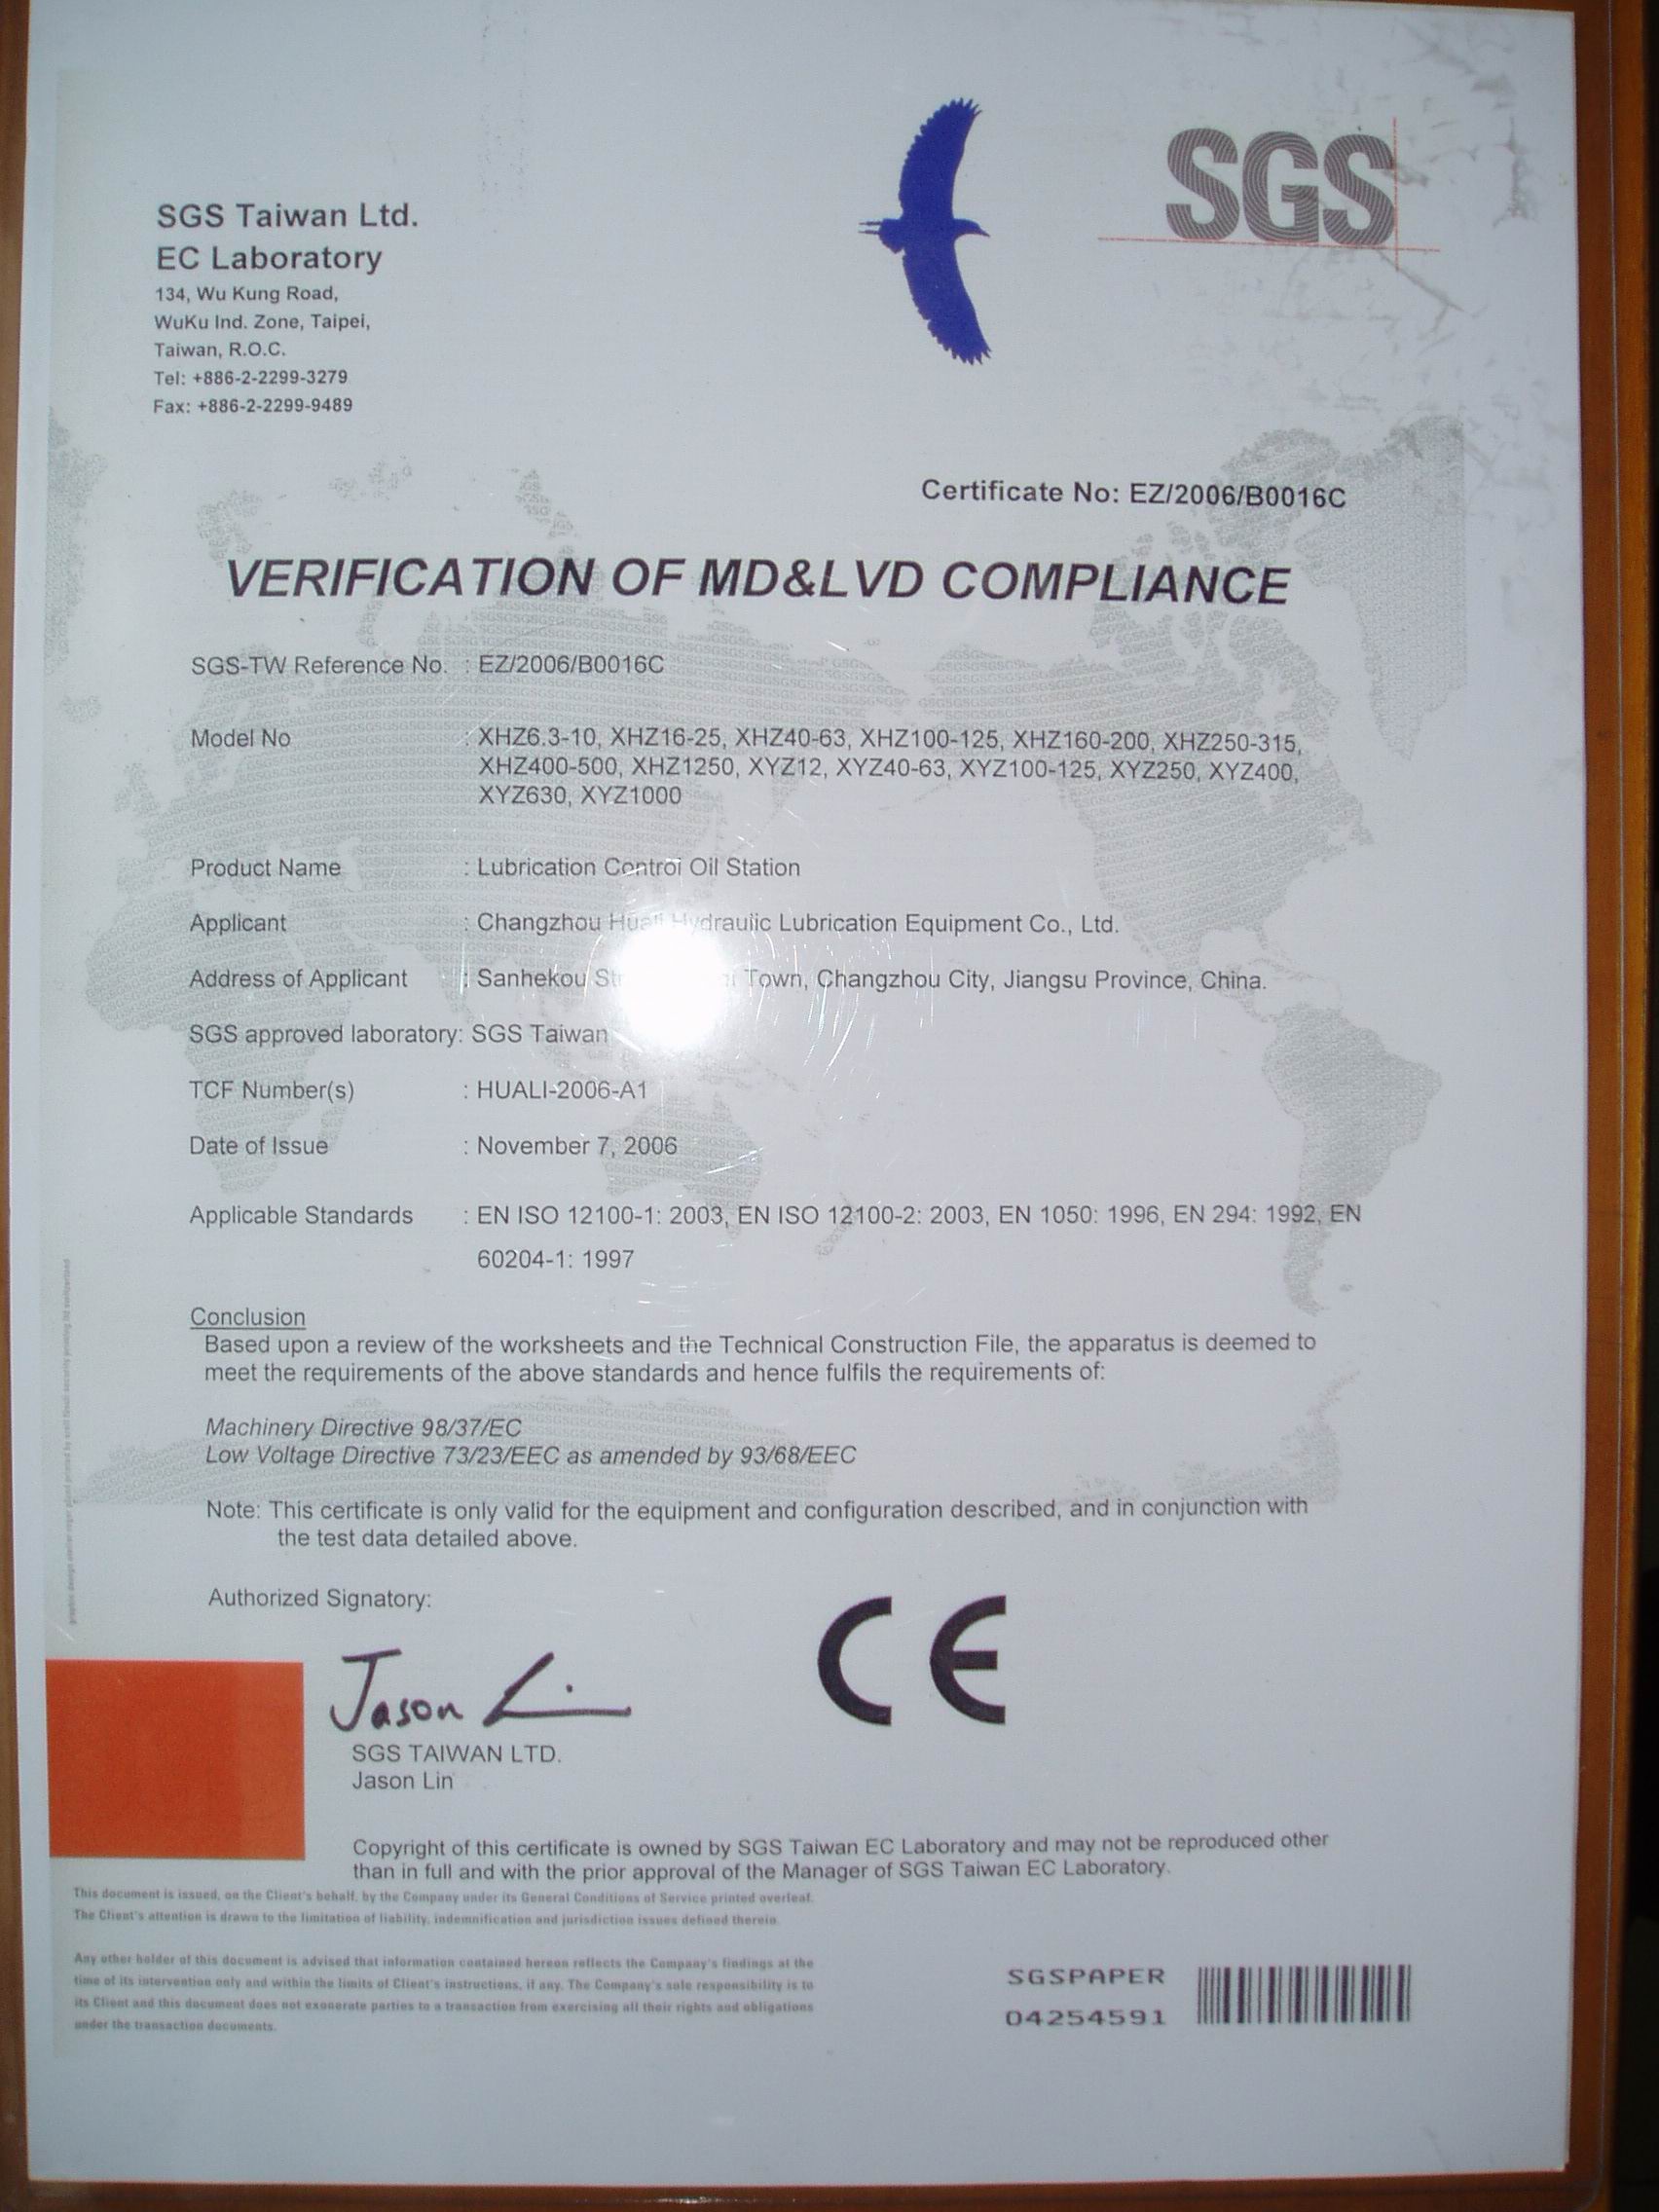 SGS
SGS Taiwan Ltd.
EC Laboratory
134, Wu Kung Road,
WuKu Ind. Zone, Taipei,
Taiwan, R.O.C.
Tel: +886-2-2299-3279
Fax: +886-2-2299-9489
Certificate No: EZ/2006/B0016C
VERIFICATION OF MD&LVD COMPLIANCE
SGS-TW Reference No. : EZ/2006/B0016C
Model No : XHZ6.3-10, XHZ16-25, XHZ40-63, XHZ100-125, XHZ160-200, XHZ250-315,
XHZ400-500, XHZ1250, XYZ12, XYZ40-63, XYZ100-125, XYZ250, XYZ400,
XYZ630, XYZ1000
Product Name : Lubrication Control Oil Station
Applicant : Changzhou Huali Hydraulic Lubrication Equipment Co., Ltd.
Address of Applicant : Sanhekou Town, Changzhou City, Jiangsu Province, China.
SGS approved laboratory: SGS Taiwan
TCF Number(s) : HUALI-2006-A1
Date of Issue : November 7, 2006
Applicable Standards : EN ISO 12100-1: 2003, EN ISO 12100-2: 2003, EN 1050: 1996, EN 294: 1992, EN
60204-1: 1997
Conclusion
Based upon a review of the worksheets and the Technical Construction File, the apparatus is deemed to
meet the requirements of the above standards and hence fulfils the requirements of:
Machinery Directive 98/37/EC
Low Voltage Directive 73/23/EEC as amended by 93/68/EEC
Note: This certificate is only valid for the equipment and configuration described, and in conjunction with
the test data detailed above.
Authorized Signatory:
Jason Lin
CE
SGS TAIWAN LTD.
Jason Lin
Copyright of this certificate is owned by SGS Taiwan EC Laboratory and may not be reproduced other
than in full and with the prior approval of the Manager of SGS Taiwan EC Laboratory.
This document is issued, on the Client's behalf, by the Company under its General Conditions of Service printed overleaf.
The Client's attention is drawn to the limitation of liability, indemnification and jurisdiction issues defined therein.
Any other holder of this document is advised that information contained hereon reflects the Company's findings at the
time of its intervention only and within the limits of Client's instructions, if any. The Company's sole responsibility is to
its Client and this document does not exonerate parties to a transaction from exercising all their rights and obligations
under the transaction documents.
SGSPAPER
04254591